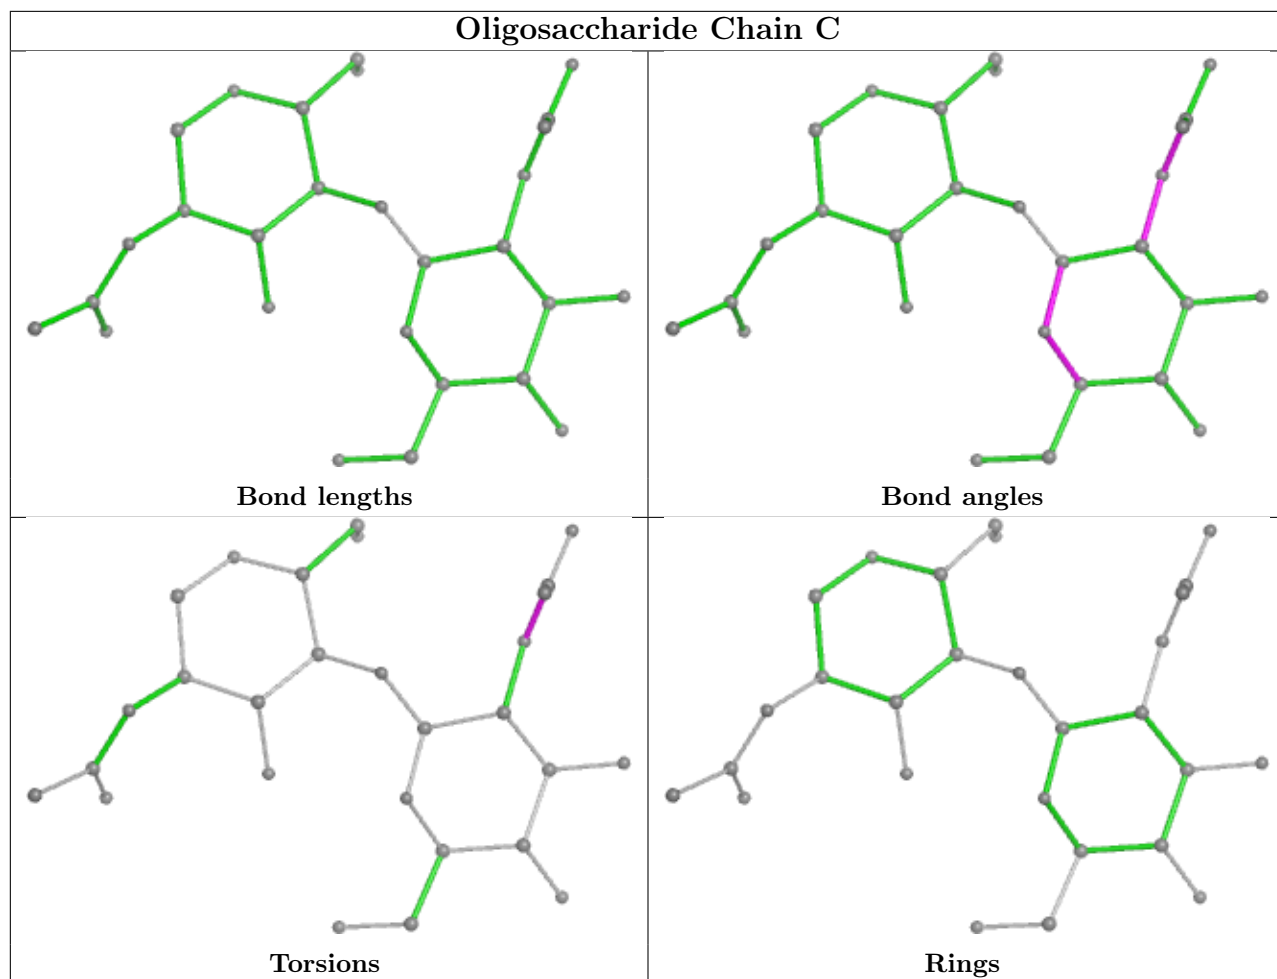 Oligosaccharide Chain C
Bond lengths
Bond angles
Torsions
Rings